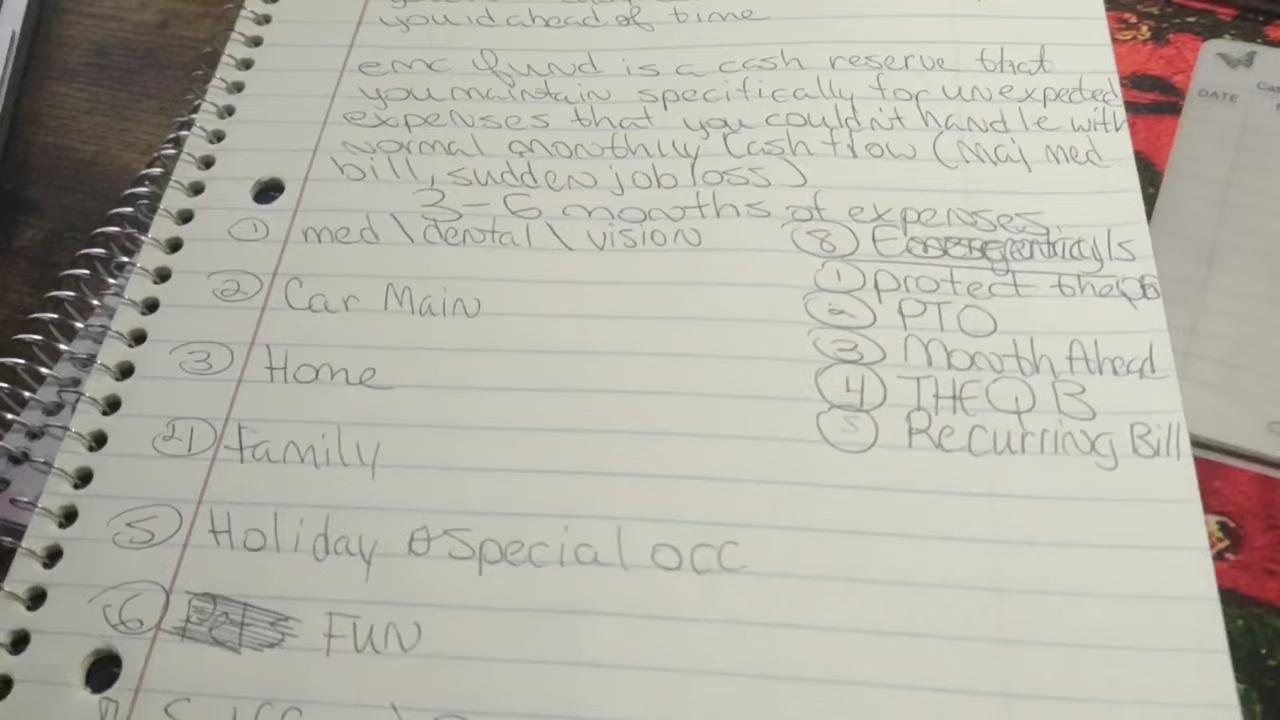 you'd ahead of time
emc fund is a cash reserve that
you maintain specifically for unexpected
expenses that you couldn't handle with
normal monthly cash flow (Maj med
bill, sudden job loss)
3-6 months of expenses.
① med \ dental \ vision
② Car Main
③ Home
④ Family
⑤ Holiday & Special occ
⑥ FUN
⑧
① protect the
② PTO
③ Month Ahead
④ THE Q B
⑤ Recurring Bill
DATE